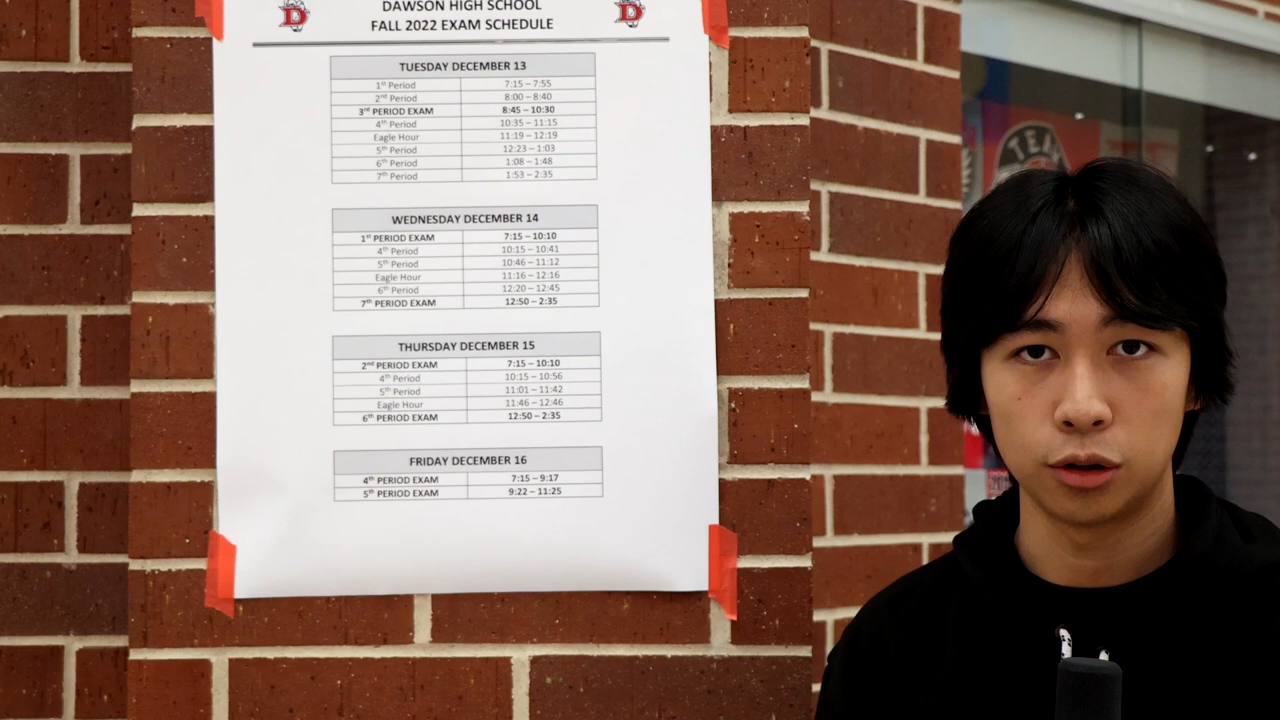 DAWSON HIGH SCHOOL
FALL 2022 EXAM SCHEDULE
D
D
TUESDAY DECEMBER 13
1st Period 7:15 – 7:55
2nd Period 8:00 – 8:40
3rd PERIOD EXAM 8:45 – 10:30
4th Period 10:35 – 11:15
Eagle Hour 11:19 – 12:19
5th Period 12:23 – 1:03
6th Period 1:08 – 1:48
7th Period 1:53 – 2:35
WEDNESDAY DECEMBER 14
1st PERIOD EXAM 7:15 – 10:10
4th Period 10:15 – 10:41
5th Period 10:46 – 11:12
Eagle Hour 11:16 – 12:16
6th Period 12:20 – 12:45
7th PERIOD EXAM 12:50 – 2:35
THURSDAY DECEMBER 15
2nd PERIOD EXAM 7:15 – 10:10
4th Period 10:15 – 10:56
5th Period 11:01 – 11:42
Eagle Hour 11:46 – 12:46
6th PERIOD EXAM 12:50 – 2:35
FRIDAY DECEMBER 16
4th PERIOD EXAM 7:15 – 9:17
5th PERIOD EXAM 9:22 – 11:25
TEAM